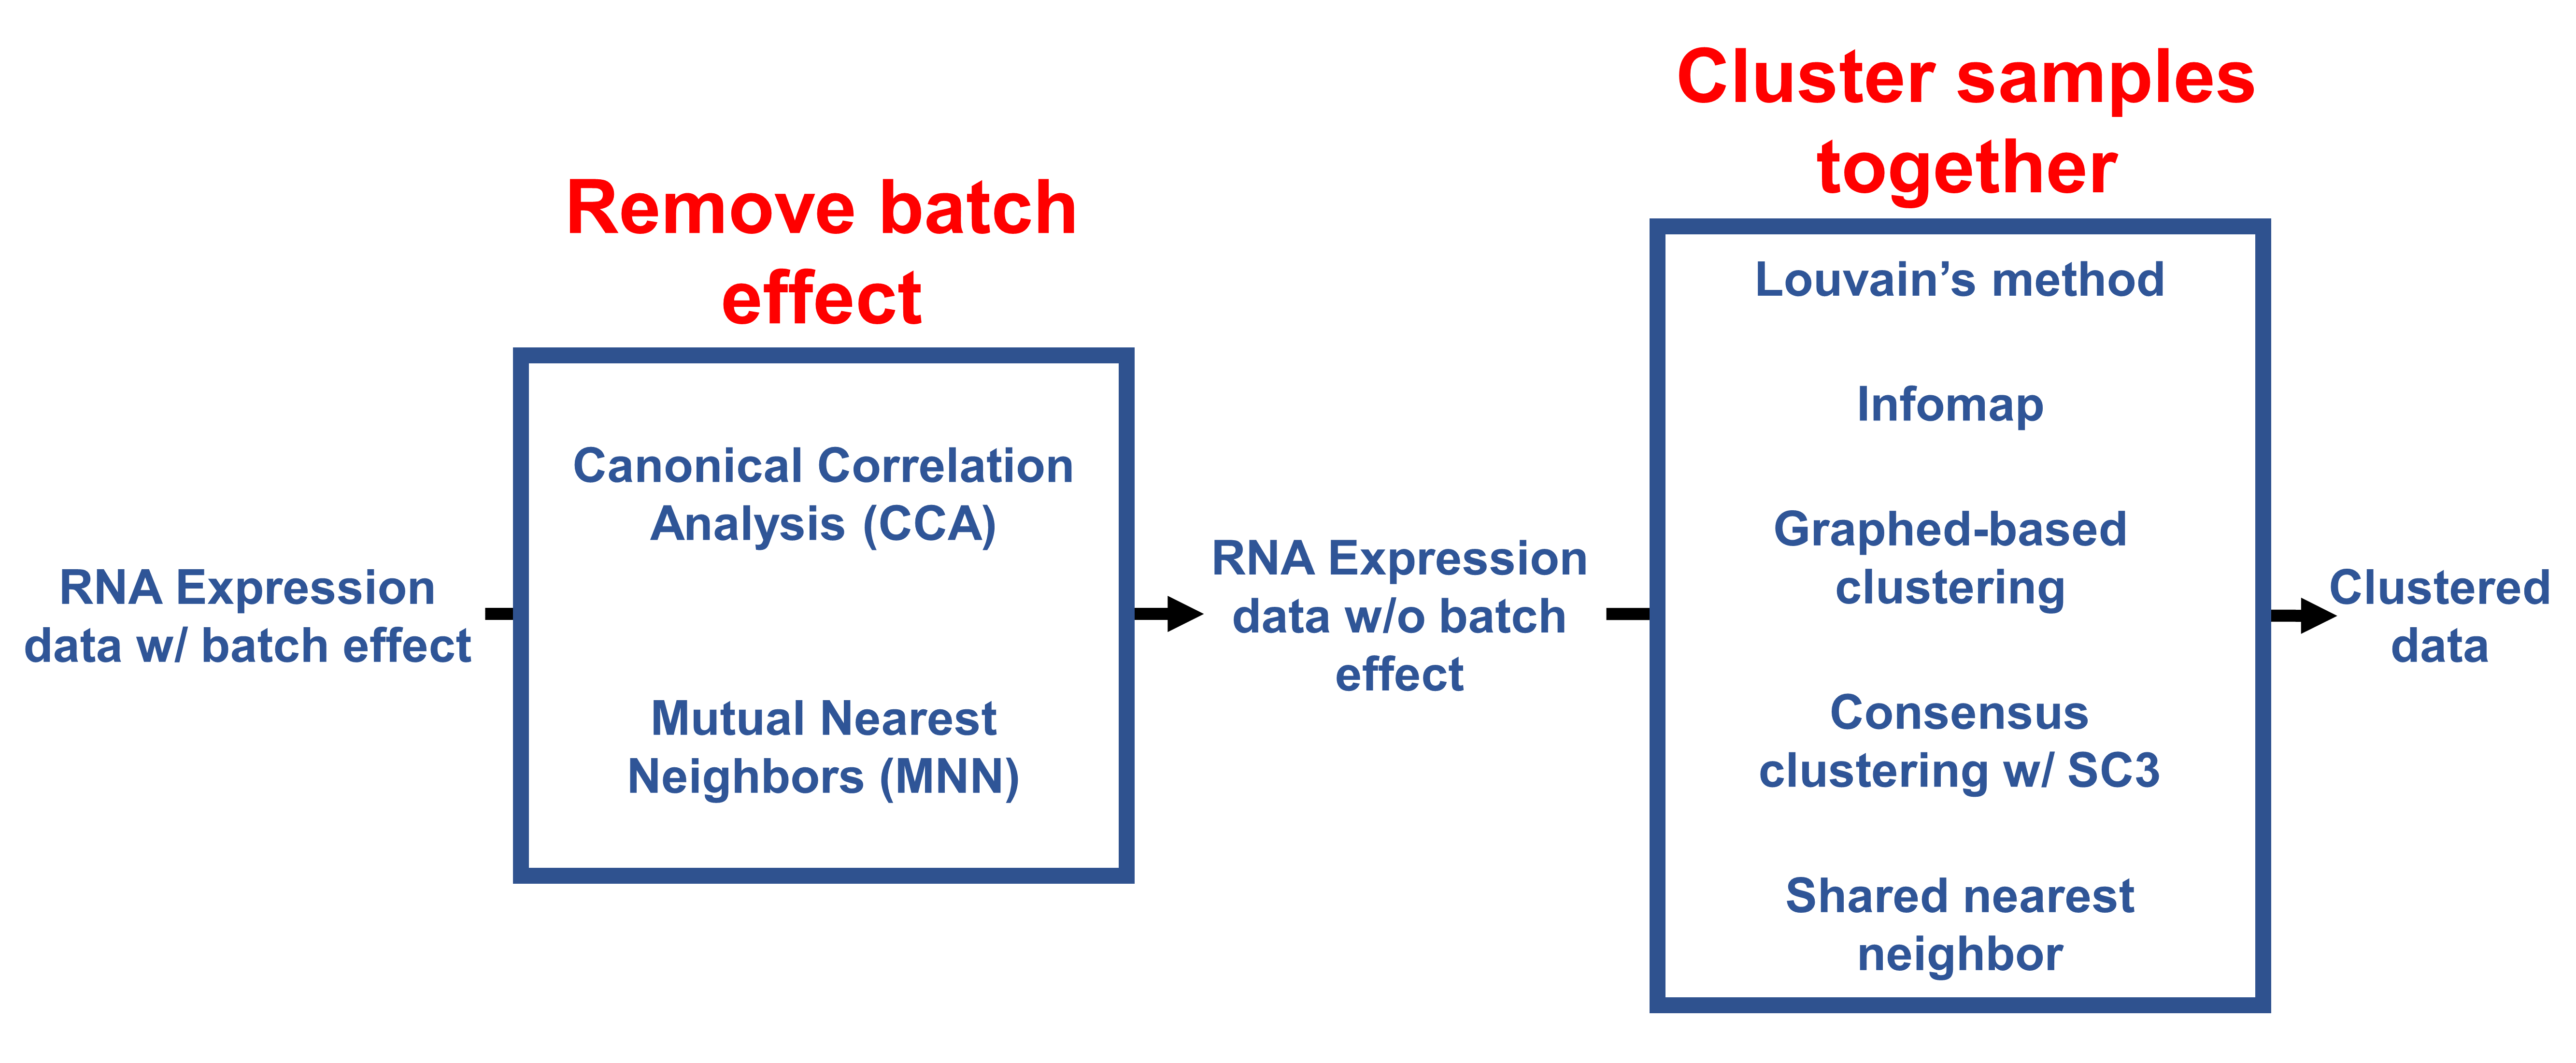 RNA Expression
data w/ batch effect
Remove batch
effect
Canonical Correlation
Analysis (CCA)
Mutual Nearest
Neighbors (MNN)
RNA Expression
data w/o batch
effect
Cluster samples
together
Louvain’s method
Infomap
Graphed-based
clustering
Consensus
clustering w/ SC3
Shared nearest
neighbor
Clustered
data